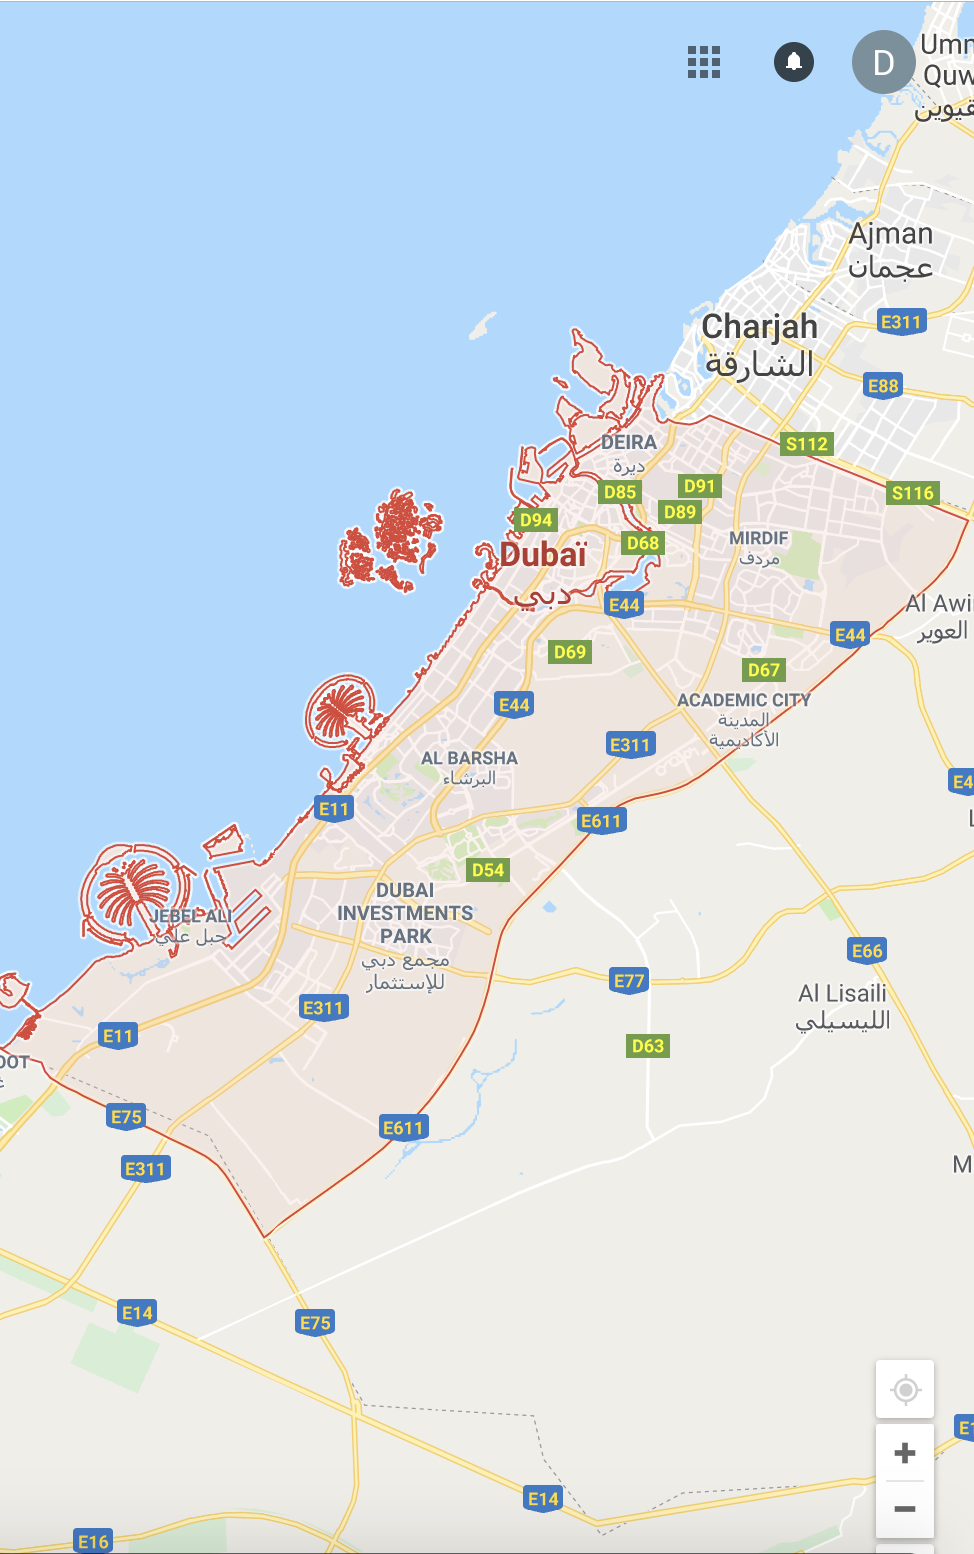 D
Umm
Quw
قيوين
Ajman
عجمان
E311
Charjah
الشارقة
E88
DEIRA
ديرة
S112
D85
D91
S116
D89
D94
D68
MIRDIF
مردف
Dubaï
دبي
E44
Al Awi
العوير
E44
D69
D67
E44
ACADEMIC CITY
المدينة
الأكاديمية
E311
AL BARSHA
البرشاء
E4
E11
E611
L
D54
DUBAI
INVESTMENTS
PARK
مجمع دبي
للإستثمار
JEBEL ALI
جبل علي
E66
E77
Al Lisaili
الليسيلي
E311
E11
D63
OOT
E75
E611
E311
M
E14
E75
E1
E14
E16